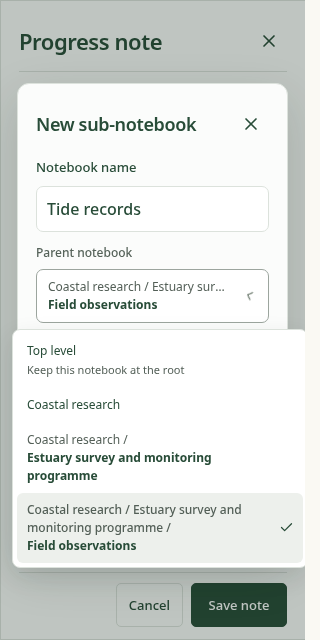 Progress note
New sub-notebook
Notebook name
Tide records
Parent notebook
Coastal research / Estuary sur...
Field observations
Top level
Keep this notebook at the root
Coastal research
Coastal research /
Estuary survey and monitoring
programme
Coastal research / Estuary survey and
monitoring programme /
Field observations
Cancel
Save note